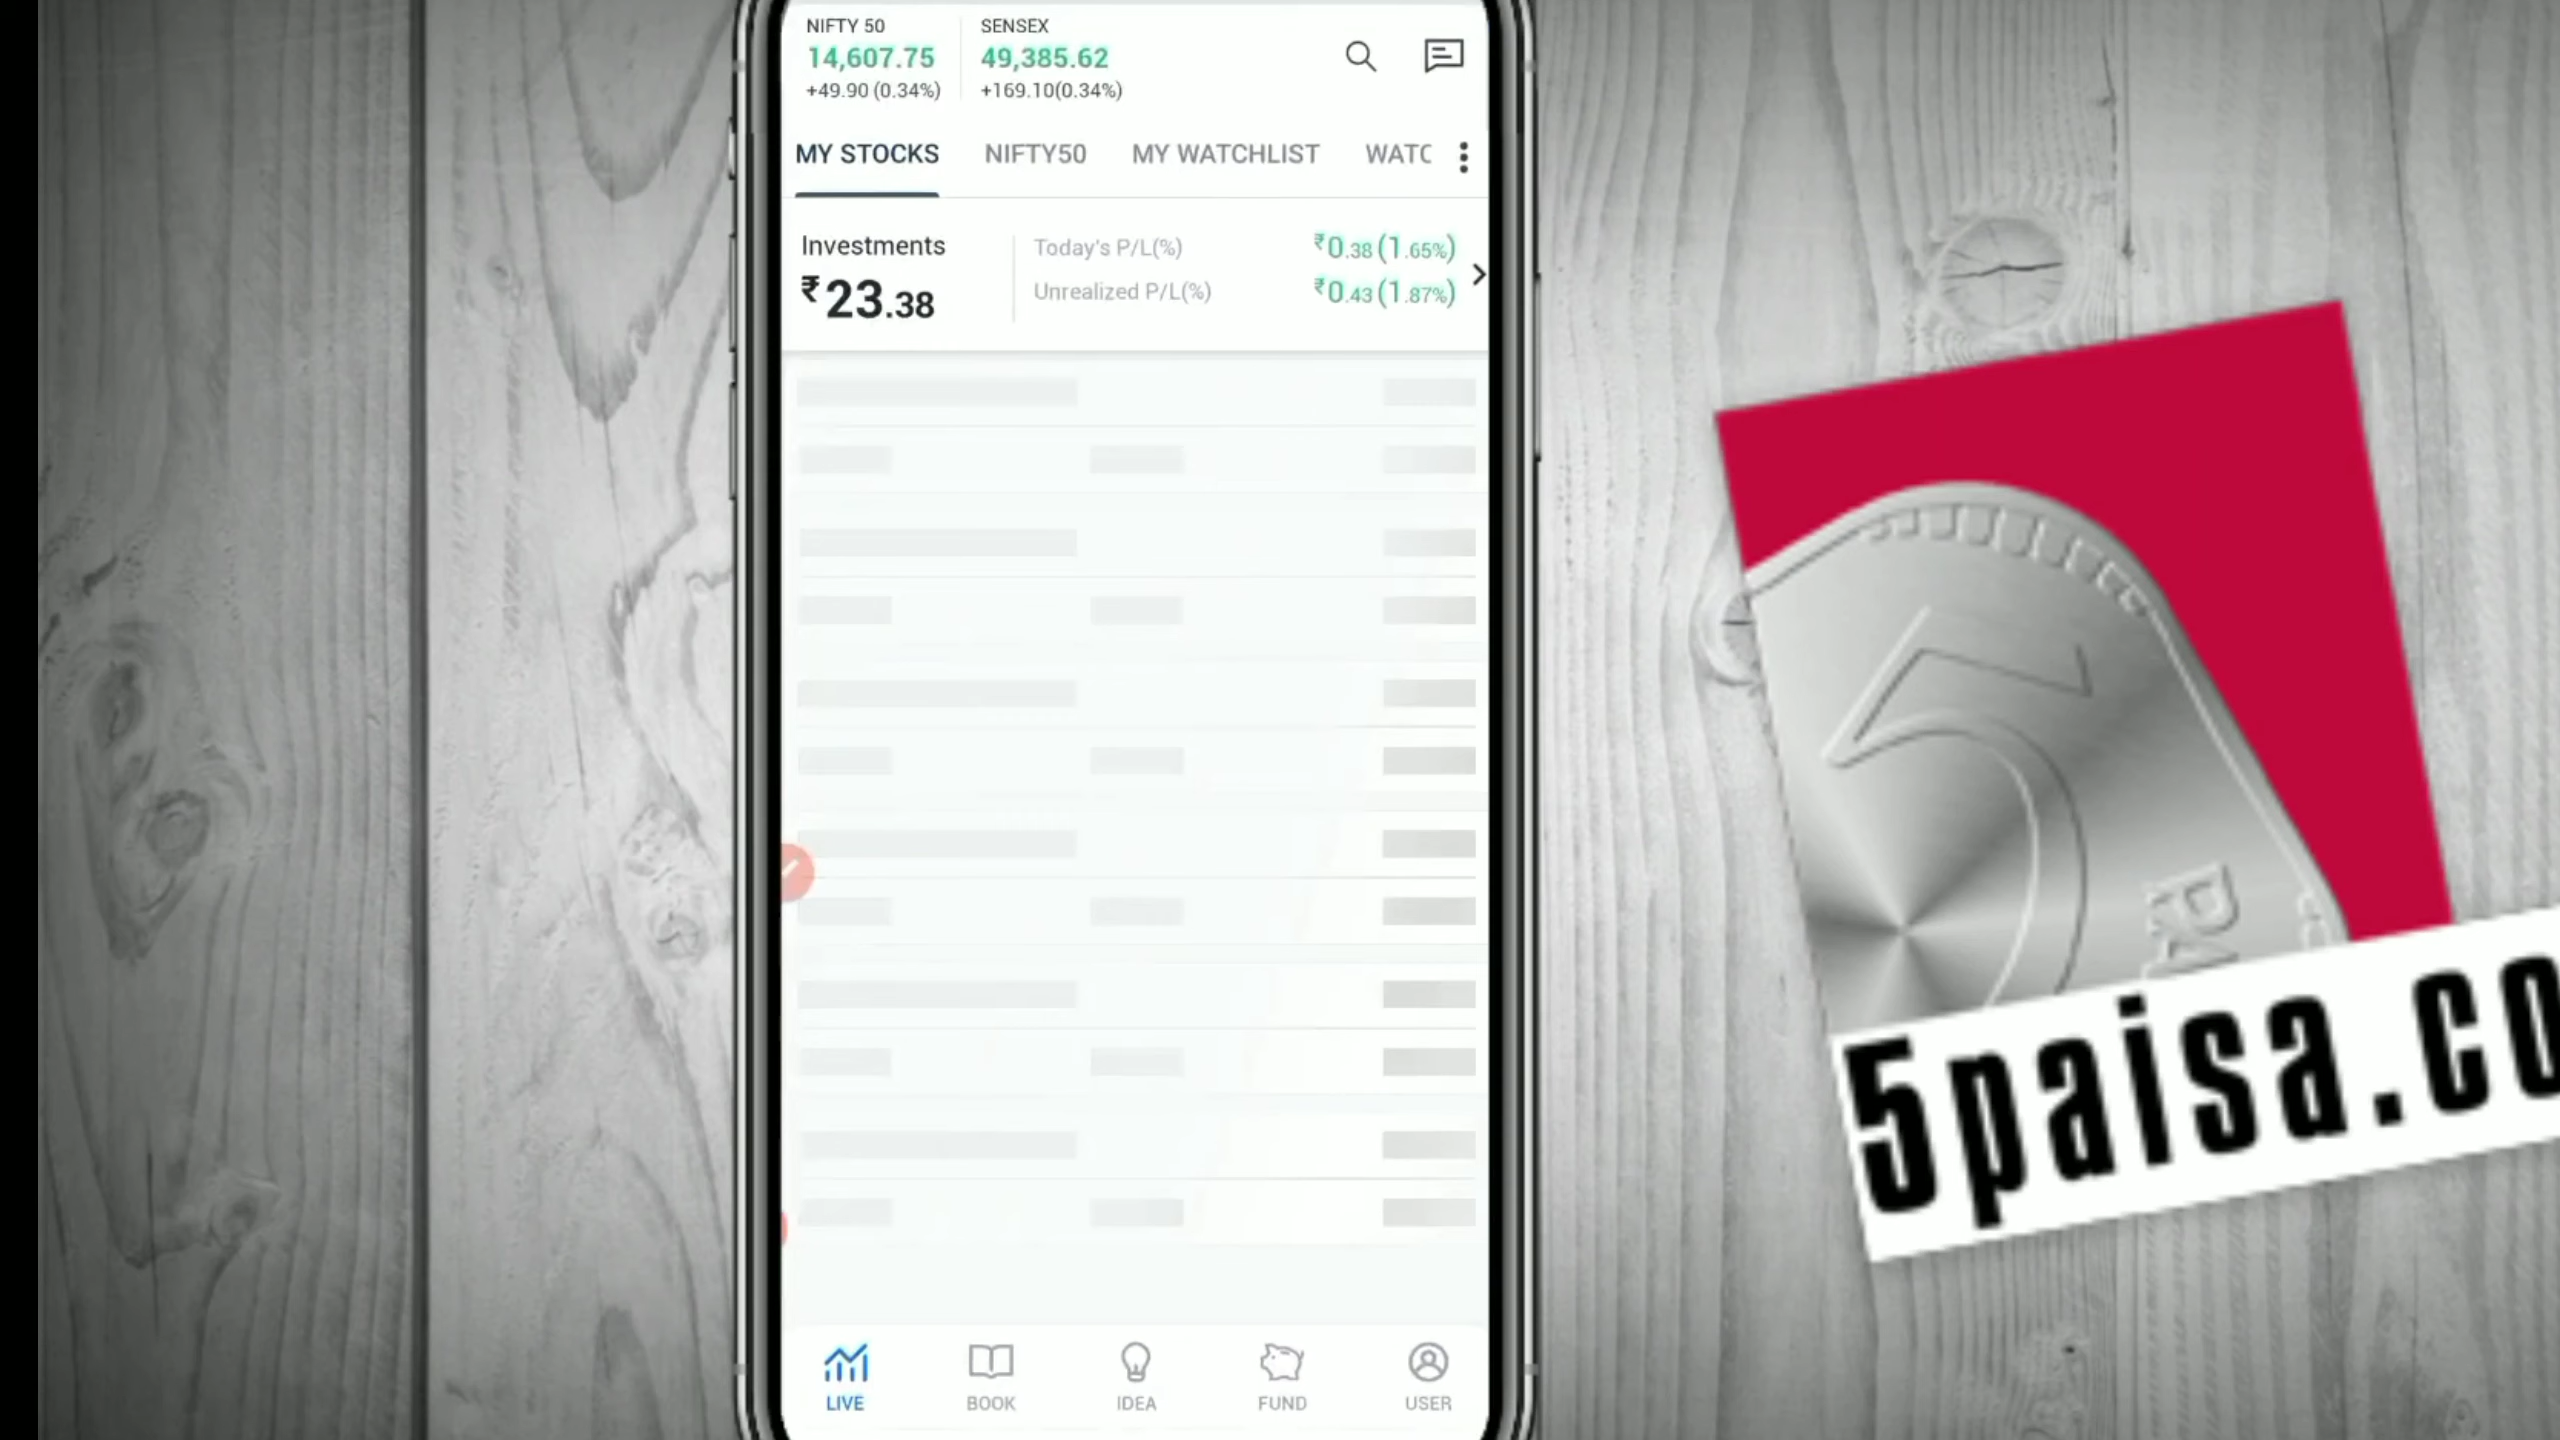 NIFTY 50
14,607.75
+49.90 (0.34%)
SENSEX
49,385.62
+169.10(0.34%)
MY STOCKS
NIFTY50
MY WATCHLIST
WATC
Investments
₹23.38
Today's P/L(%)
₹0.38 (1.65%)
Unrealized P/L(%)
₹0.43 (1.87%)
5paisa.co
LIVE
BOOK
IDEA
FUND
USER